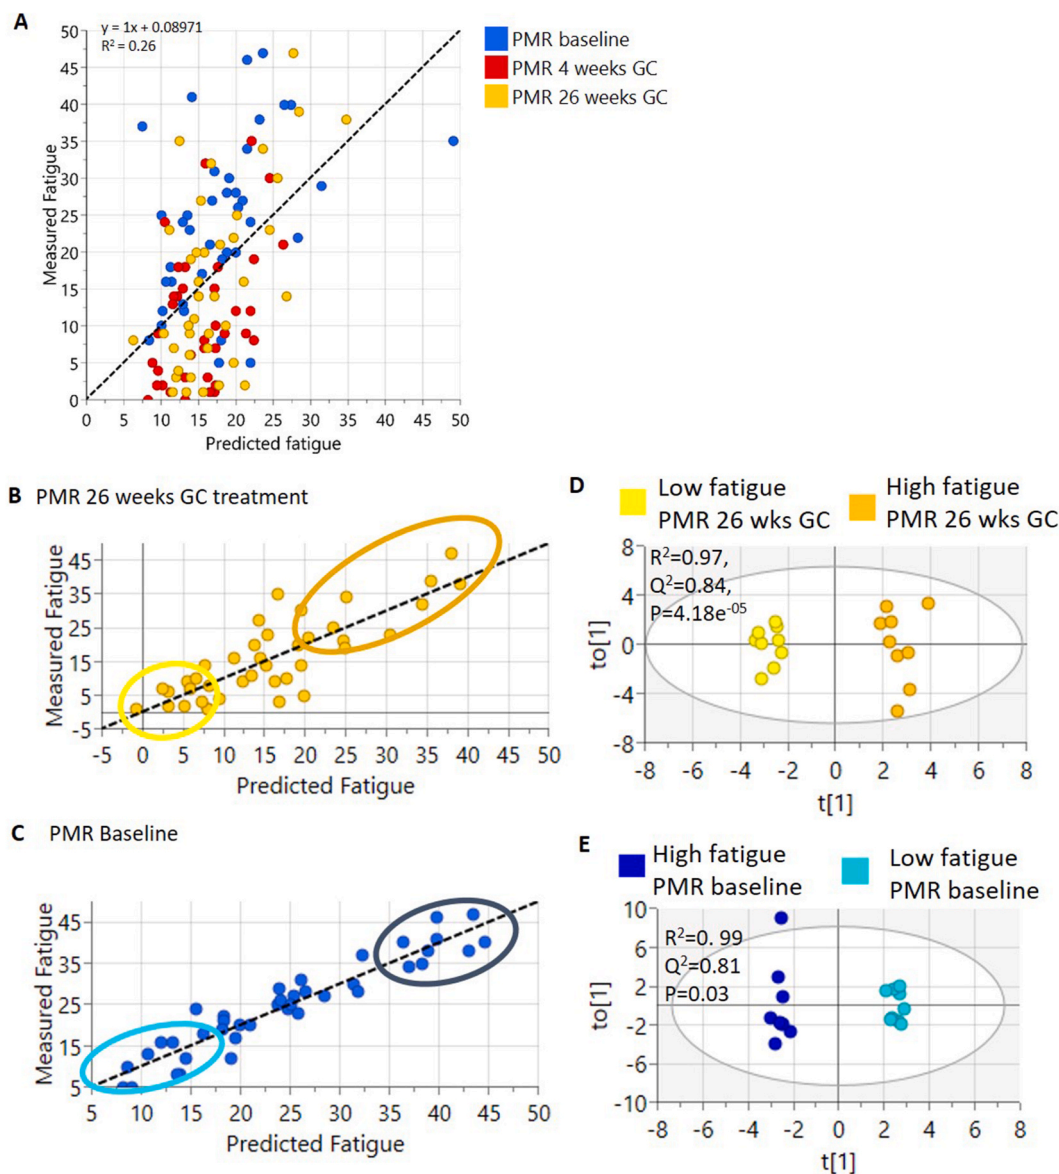 A
y = 1x + 0.08971
R² = 0.26
50
45
40
35
30
25
20
15
10
5
0
Measured Fatigue
0 5 10 15 20 25 30 35 40 45 50
Predicted fatigue
PMR baseline
PMR 4 weeks GC
PMR 26 weeks GC
B PMR 26 weeks GC treatment
Measured Fatigue
45
35
25
15
5
-5
-5 0 5 10 15 20 25 30 35 40 45 50
Predicted Fatigue
C PMR Baseline
Measured Fatigue
45
35
25
15
5
5 10 15 20 25 30 35 40 45 50
Predicted Fatigue
D
Low fatigue
PMR 26 wks GC
High fatigue
PMR 26 wks GC
R²=0.97,
Q²=0.84,
P=4.18e⁻⁰⁵
to[1]
8
4
0
-4
-8
-8 -6 -4 -2 0 2 4 6 8
t[1]
E
High fatigue
PMR baseline
Low fatigue
PMR baseline
R²=0. 99
Q²=0.81
P=0.03
to[1]
10
6
2
-2
-6
-10
-8 -6 -4 -2 0 2 4 6 8
t[1]